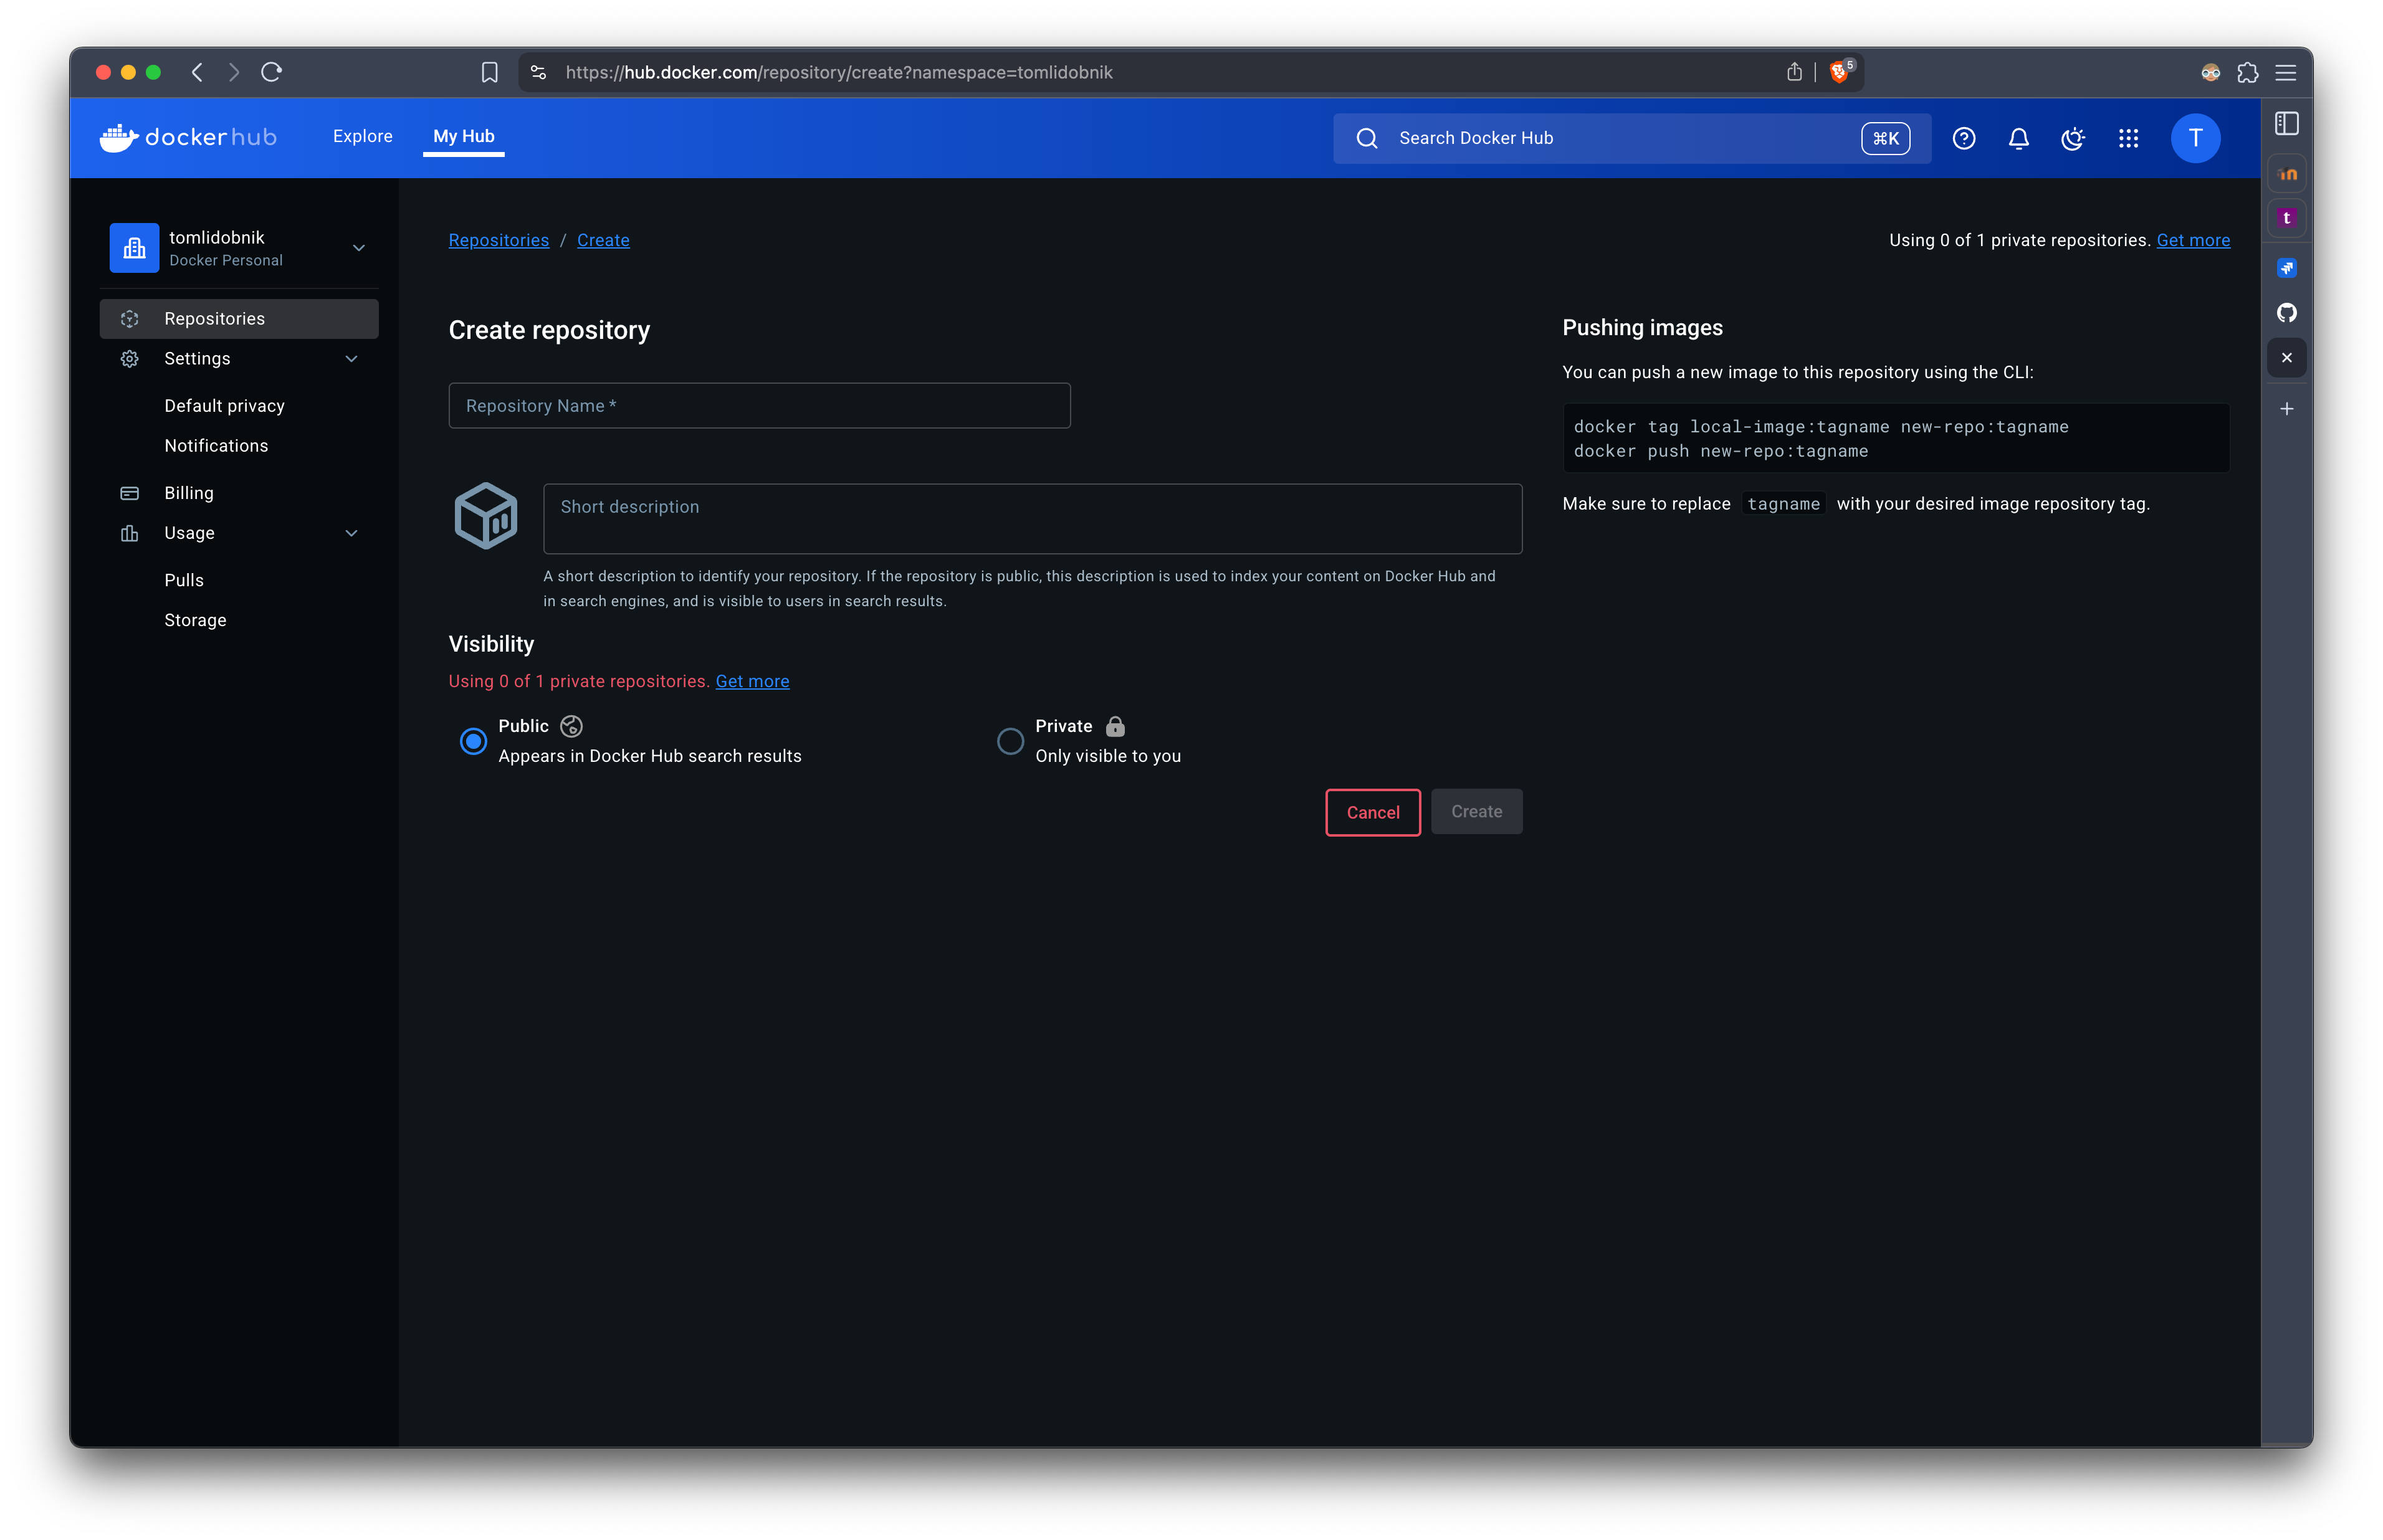 https://hub.docker.com/repository/create?namespace=tomlidobnik
5
dockerhub
Explore
My Hub
Search Docker Hub
⌘K
T
tomlidobnik
Docker Personal
Repositories
Settings
Default privacy
Notifications
Billing
Usage
Pulls
Storage
Repositories / Create
Using 0 of 1 private repositories. Get more
Create repository
Repository Name *
Short description
A short description to identify your repository. If the repository is public, this description is used to index your content on Docker Hub and
in search engines, and is visible to users in search results.
Visibility
Using 0 of 1 private repositories. Get more
Public
Appears in Docker Hub search results
Private
Only visible to you
Cancel
Create
Pushing images
You can push a new image to this repository using the CLI:
docker tag local-image:tagname new-repo:tagname
docker push new-repo:tagname
Make sure to replace tagname with your desired image repository tag.
t